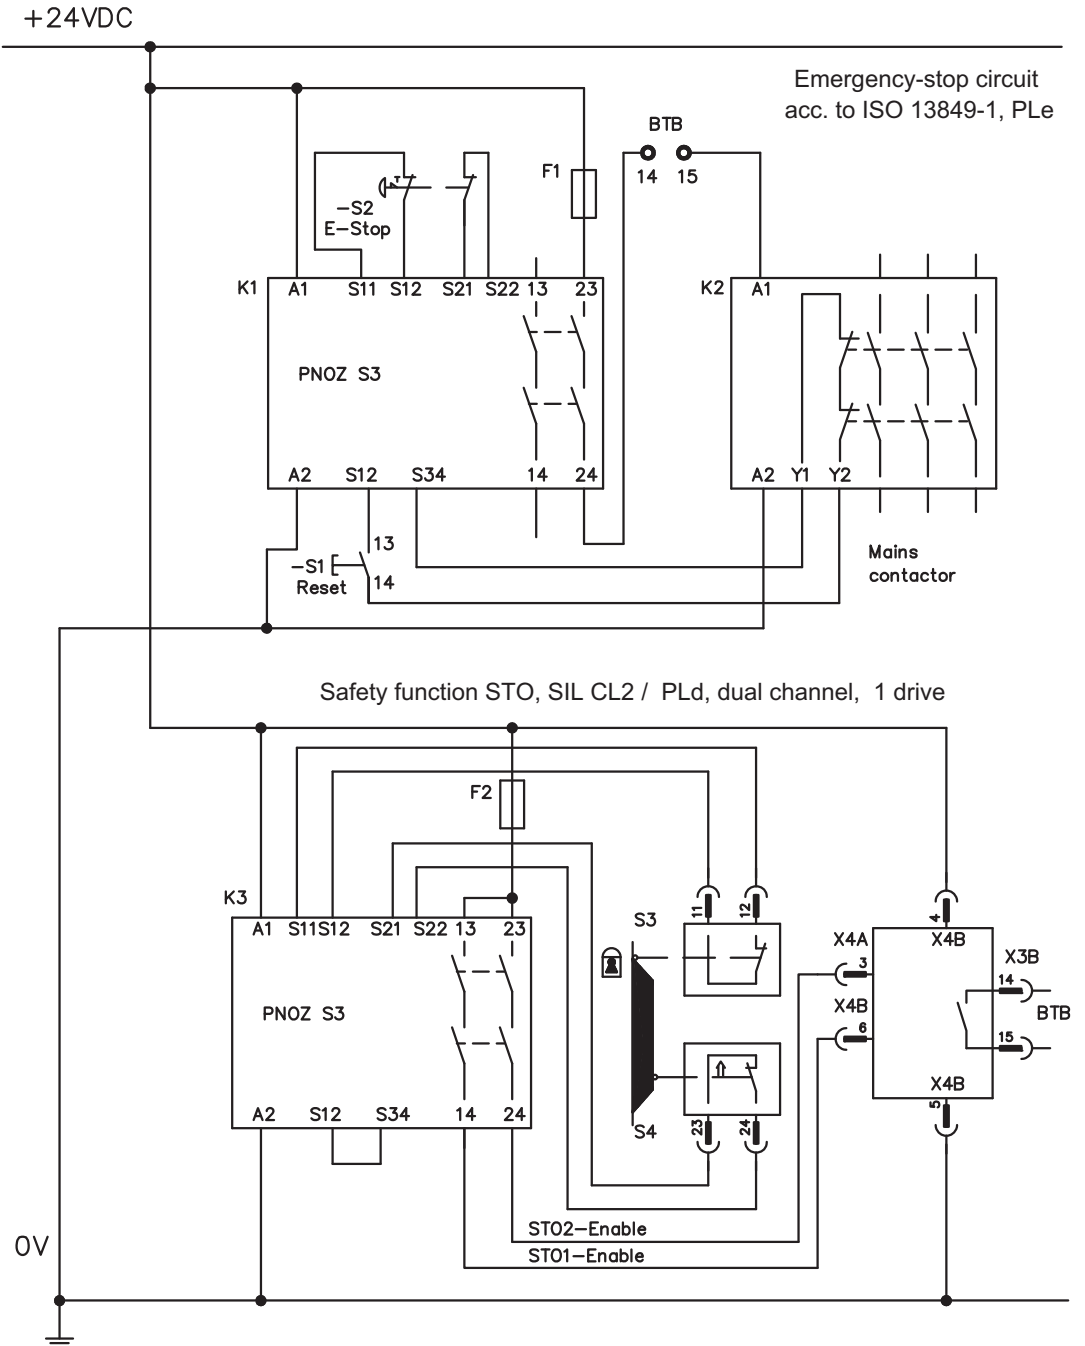 +24VDC
Emergency-stop circuit
acc. to ISO 13849-1, PLe
BTB
F1
14 15
-S2
E-Stop
K1 A1 S11 S12 S21 S22 13 23
K2 A1
PNOZ S3
A2 S12 S34 14 24
A2 Y1 Y2
13
-S1
Reset
14
Mains
contactor
Safety function STO, SIL CL2 / PLd, dual channel, 1 drive
F2
K3
A1 S11 S12 S21 S22 13 23
11 12
S3
4
X4A X4B
3
X3B
14
PNOZ S3
X4B
6
BTB
15
X4B
5
A2 S12 S34 14 24
23 24
S4
STO2-Enable
STO1-Enable
0V